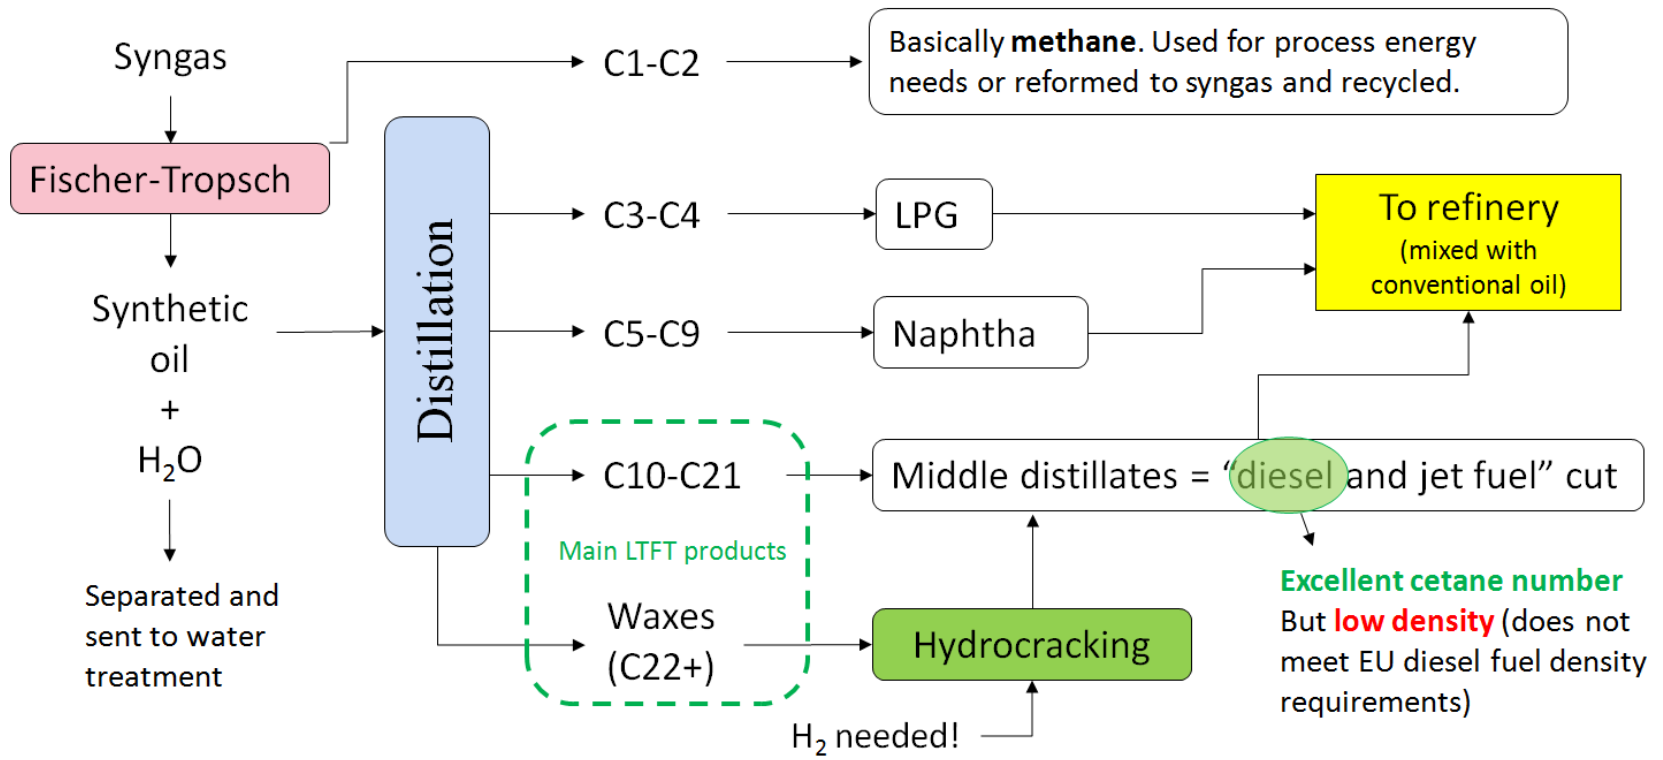 Syngas
Fischer-Tropsch
Synthetic
oil
+
H₂O
Separated and
sent to water
treatment
Distillation
C1-C2
Basically methane. Used for process energy
needs or reformed to syngas and recycled.
C3-C4
LPG
To refinery
(mixed with
conventional oil)
C5-C9
Naphtha
C10-C21
Middle distillates = “diesel and jet fuel” cut
Main LTFT products
Waxes
(C22+)
Hydrocracking
H₂ needed!
Excellent cetane number
But low density (does not
meet EU diesel fuel density
requirements)